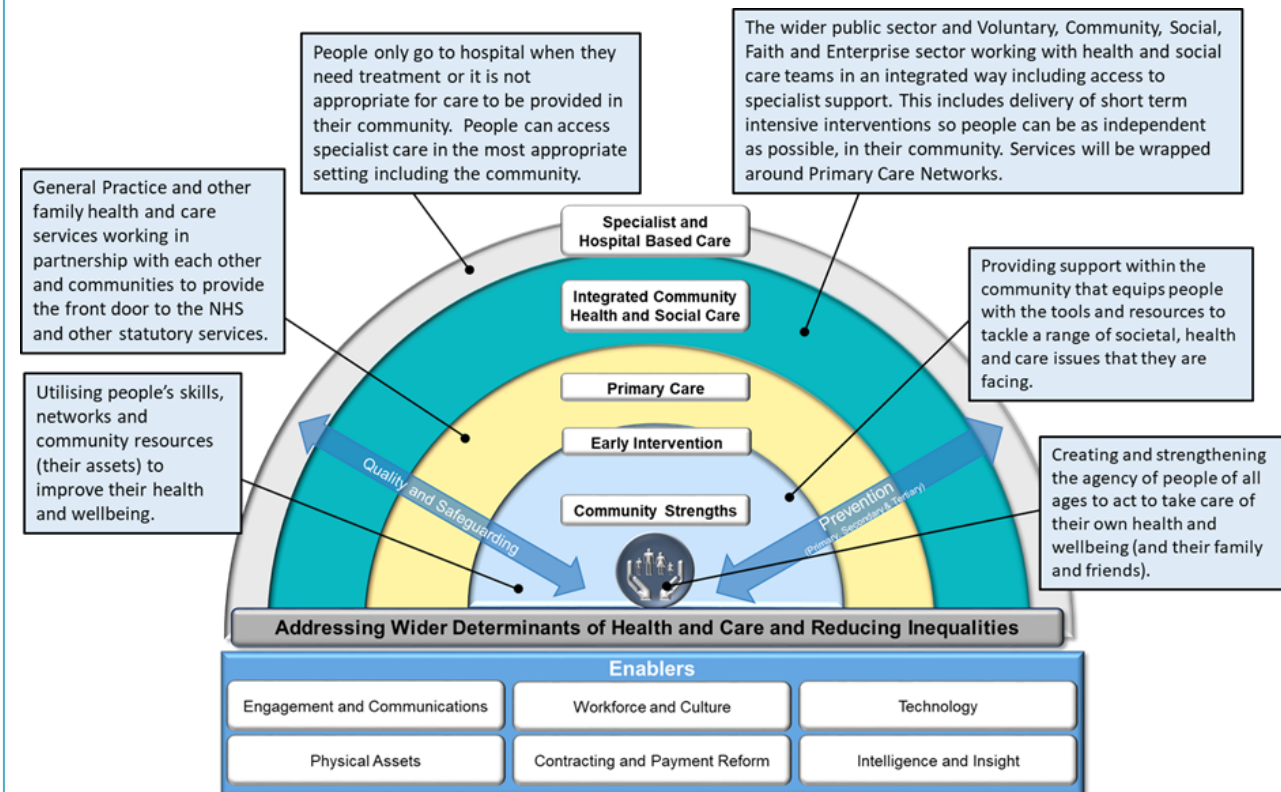 People only go to hospital when they
need treatment or it is not
appropriate for care to be provided in
their community.  People can access
specialist care in the most appropriate
setting including the community.
The wider public sector and Voluntary, Community, Social,
Faith and Enterprise sector working with health and social
care teams in an integrated way including access to
specialist support. This includes delivery of short term
intensive interventions so people can be as independent
as possible, in their community. Services will be wrapped
around Primary Care Networks.
General Practice and other
family health and care
services working in
partnership with each other
and communities to provide
the front door to the NHS
and other statutory services.
Utilising people’s skills,
networks and
community resources
(their assets) to
improve their health
and wellbeing.
Providing support within the
community that equips people
with the tools and resources to
tackle a range of societal, health
and care issues that they are
facing.
Creating and strengthening
the agency of people of all
ages to act to take care of
their own health and
wellbeing (and their family
and friends).
Specialist and
Hospital Based Care
Integrated Community
Health and Social Care
Primary Care
Early Intervention
Community Strengths
Quality and Safeguarding
Prevention
(Primary, Secondary & Tertiary)
Addressing Wider Determinants of Health and Care and Reducing Inequalities
Enablers
Engagement and Communications
Workforce and Culture
Technology
Physical Assets
Contracting and Payment Reform
Intelligence and Insight